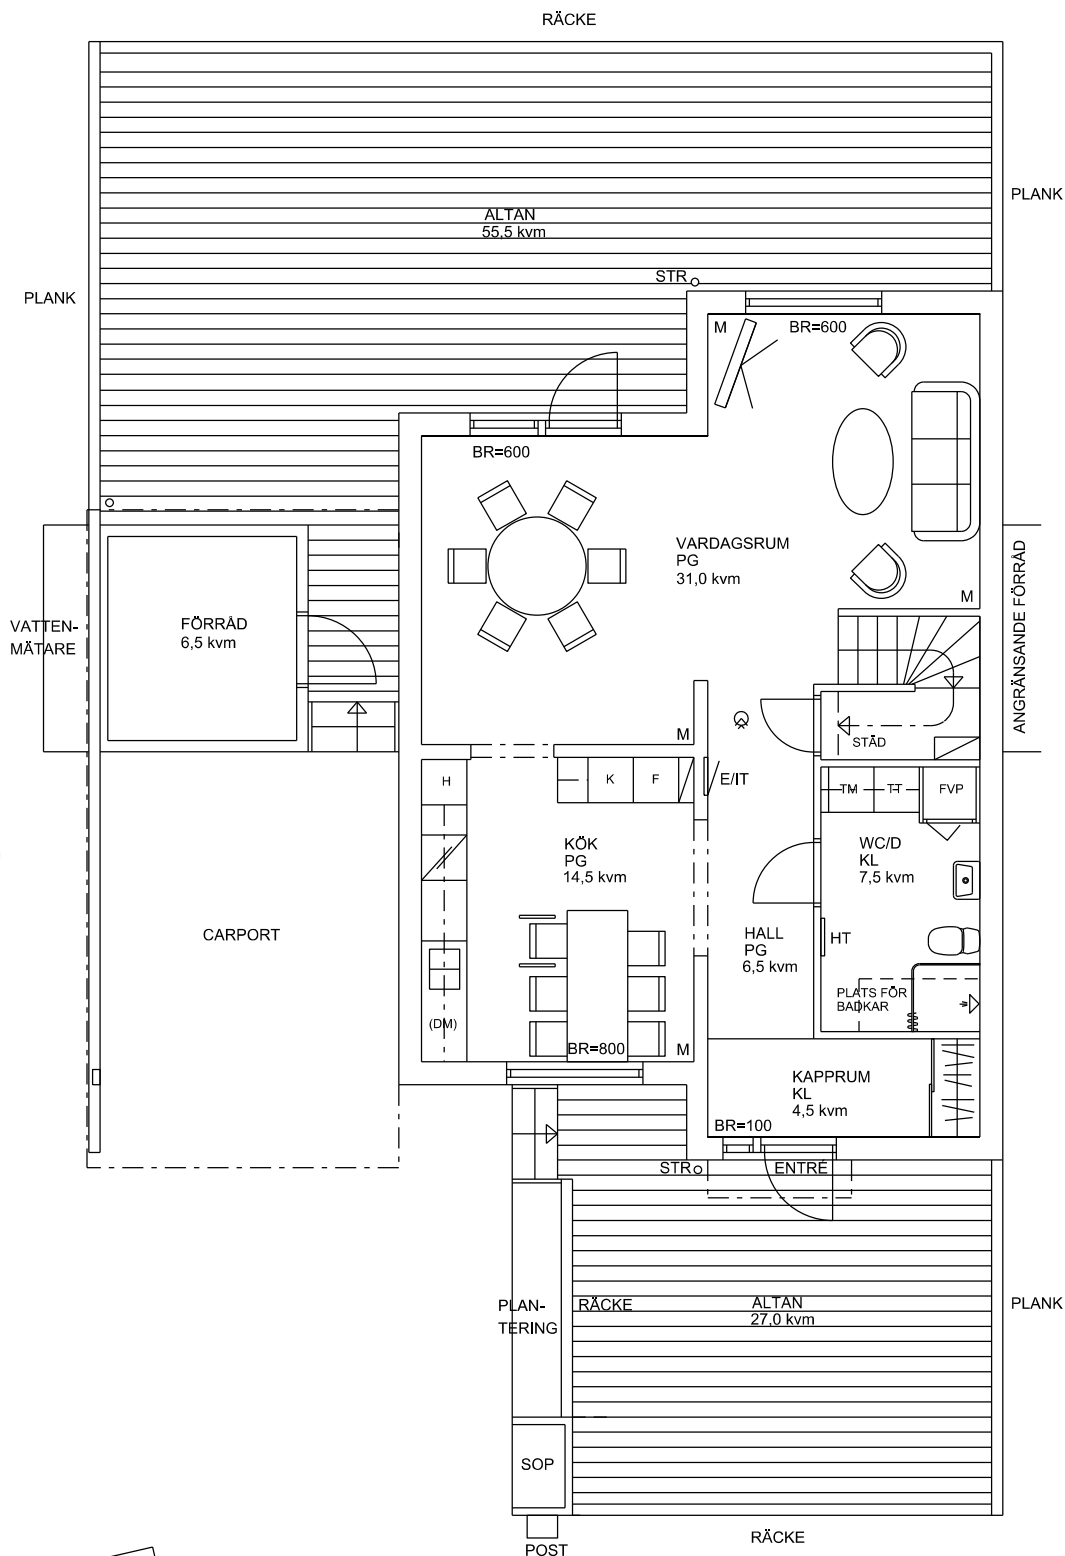 RÄCKE
PLANK
ALTAN
55,5 kvm
STR
PLANK
M
BR=600
BR=600
VARDAGSRUM
PG
31,0 kvm
M
ANGRÄNSANDE FÖRRÅD
VATTEN-
MÄTARE
FÖRRÅD
6,5 kvm
M
STÄD
H
K
F
E/IT
TM
TT
FVP
KÖK
PG
14,5 kvm
WC/D
KL
7,5 kvm
CARPORT
HALL
PG
6,5 kvm
HT
PLATS FÖR
BADKAR
(DM)
BR=800
M
KAPPRUM
KL
4,5 kvm
BR=100
STR
ENTRÉ
PLAN-
TERING
RÄCKE
ALTAN
27,0 kvm
PLANK
SOP
RÄCKE
POST